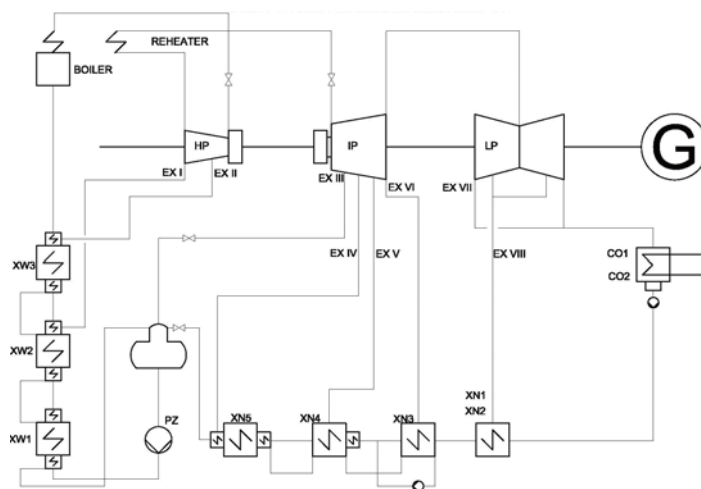 REHEATER
BOILER
HP
IP
LP
G
EX I
EX II
EX III
EX VI
EX VII
EX IV
EX V
EX VIII
CO1
CO2
XW3
XW2
XW1
PZ
XN5
XN4
XN3
XN1
XN2